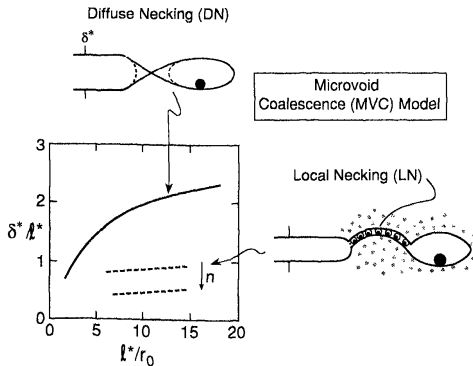 Diffuse Necking (DN)
δ*
Microvoid
Coalescence (MVC) Model
3
2
1
0
δ*/ℓ*
0 5 10 15 20
ℓ*/r₀
n
Local Necking (LN)